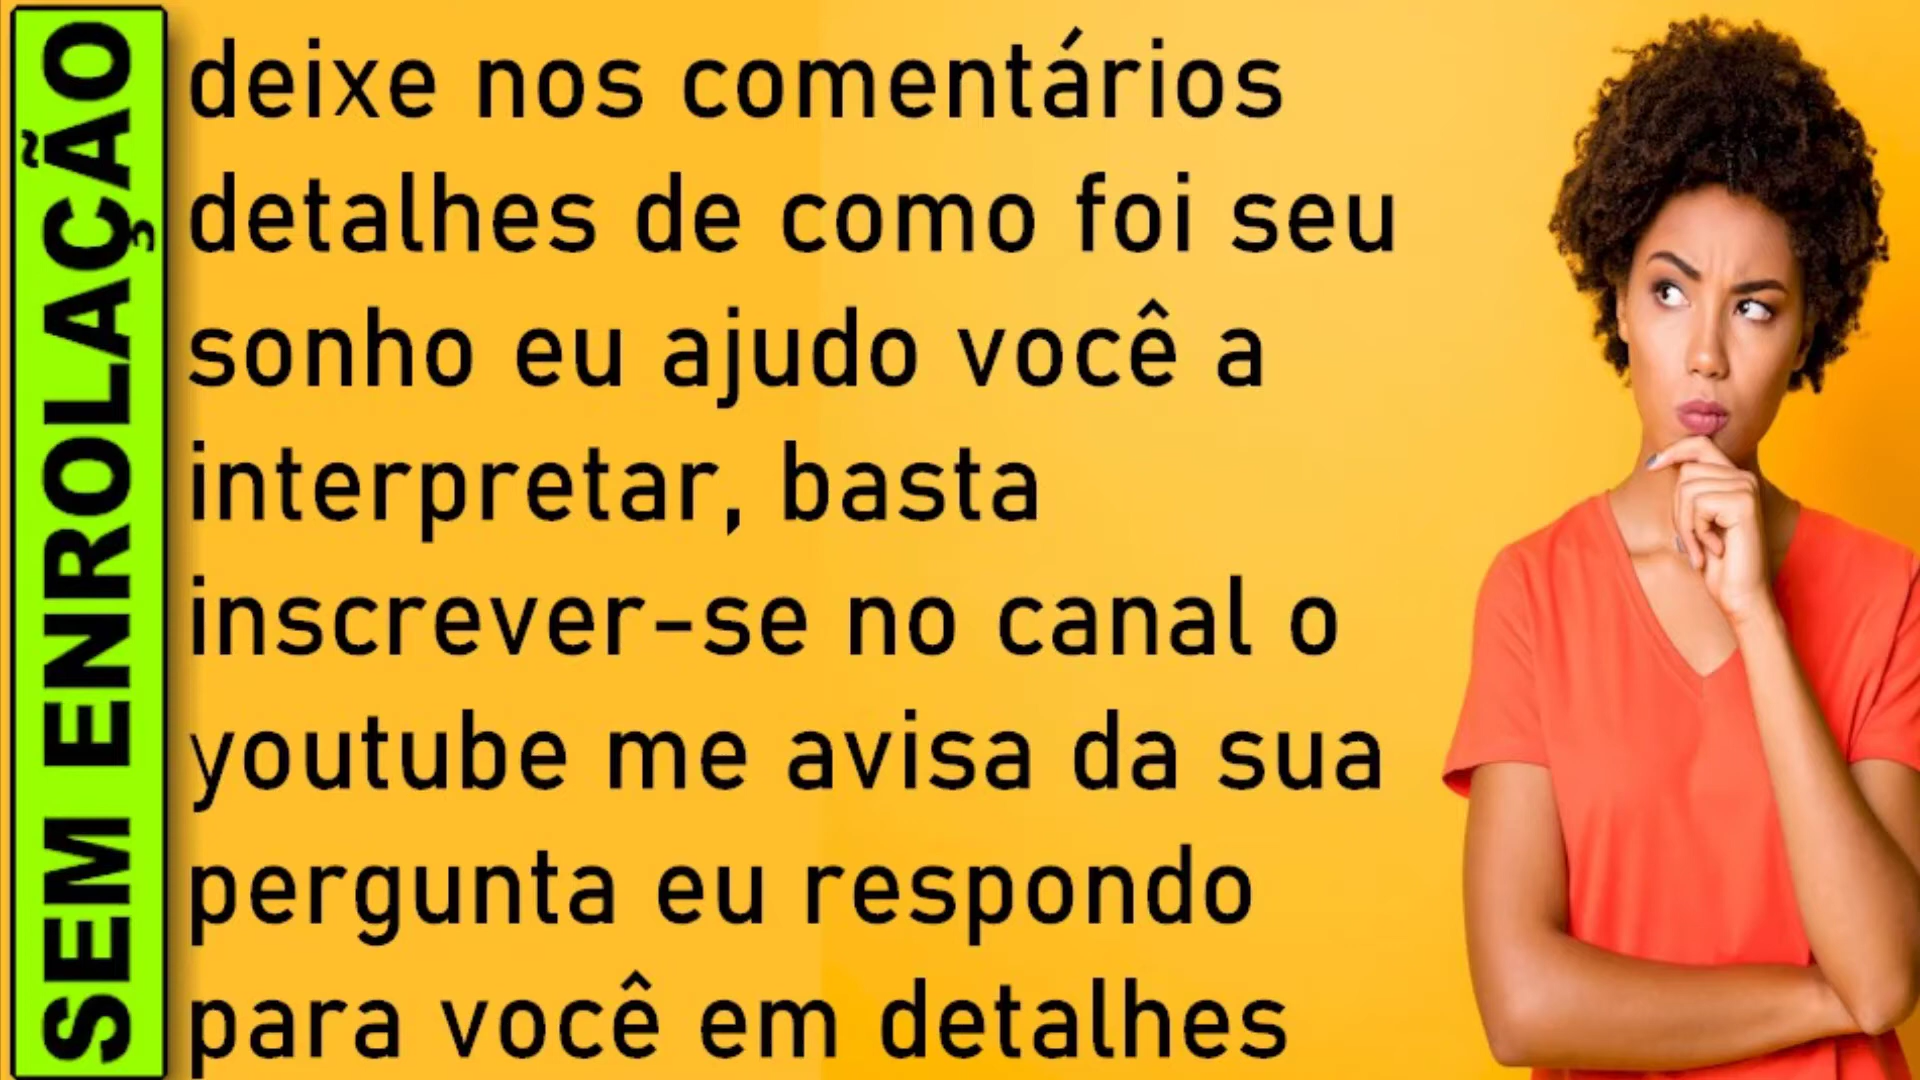 SEM ENROLAÇÃO
deixe nos comentários
detalhes de como foi seu
sonho eu ajudo você a
interpretar, basta
inscrever-se no canal o
youtube me avisa da sua
pergunta eu respondo
para você em detalhes